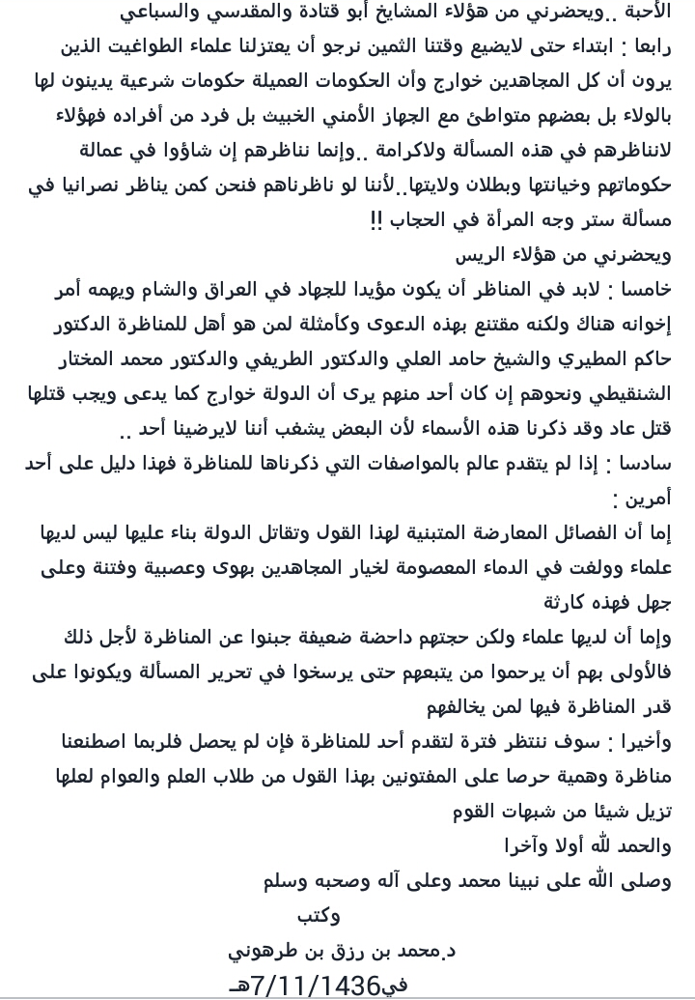 الأحبة ..ويحضرني من هؤلاء المشايخ أبو قتادة والمقدسي والسباعي
رابعا : ابتداء حتى لايضيع وقتنا الثمين نرجو أن يعتزلنا علماء الطواغيت الذين
يرون أن كل المجاهدين خوارج وأن الحكومات العميلة حكومات شرعية يدينون لها
بالولاء بل بعضهم متواطئ مع الجهاز الأمني الخبيث بل فرد من أفراده فهؤلاء
لانناظرهم في هذه المسألة ولاكرامة ..وإنما نناظرهم إن شاؤوا في عمالة
حكوماتهم وخيانتها وبطلان ولايتها..لأننا لو ناظرناهم فنحن كمن يناظر نصرانيا في
مسألة ستر وجه المرأة في الحجاب !!
ويحضرني من هؤلاء الريس
خامسا : لابد في المناظر أن يكون مؤيدا للجهاد في العراق والشام ويهمه أمر
إخوانه هناك ولكنه مقتنع بهذه الدعوى وكأمثلة لمن هو أهل للمناظرة الدكتور
حاكم المطيري والشيخ حامد العلي والدكتور الطريفي والدكتور محمد المختار
الشنقيطي ونحوهم إن كان أحد منهم يرى أن الدولة خوارج كما يدعى ويجب قتلها
قتل عاد وقد ذكرنا هذه الأسماء لأن البعض يشغب أننا لايرضينا أحد ..
سادسا : إذا لم يتقدم عالم بالمواصفات التي ذكرناها للمناظرة فهذا دليل على أحد
أمرين :
إما أن الفصائل المعارضة المتبنية لهذا القول وتقاتل الدولة بناء عليها ليس لديها
علماء وولغت في الدماء المعصومة لخيار المجاهدين بهوى وعصبية وفتنة وعلى
جهل فهذه كارثة
وإما أن لديها علماء ولكن حجتهم داحضة ضعيفة جبنوا عن المناظرة لأجل ذلك
فالأولى بهم أن يرحموا من يتبعهم حتى يرسخوا في تحرير المسألة ويكونوا على
قدر المناظرة فيها لمن يخالفهم
وأخيرا : سوف ننتظر فترة لتقدم أحد للمناظرة فإن لم يحصل فلربما اصطنعنا
مناظرة وهمية حرصا على المفتونين بهذا القول من طلاب العلم والعوام لعلها
تزيل شيئا من شبهات القوم
والحمد لله أولا وآخرا
وصلى الله على نبينا محمد وعلى آله وصحبه وسلم
وكتب
د.محمد بن رزق بن طرهوني
في7/11/1436هـ